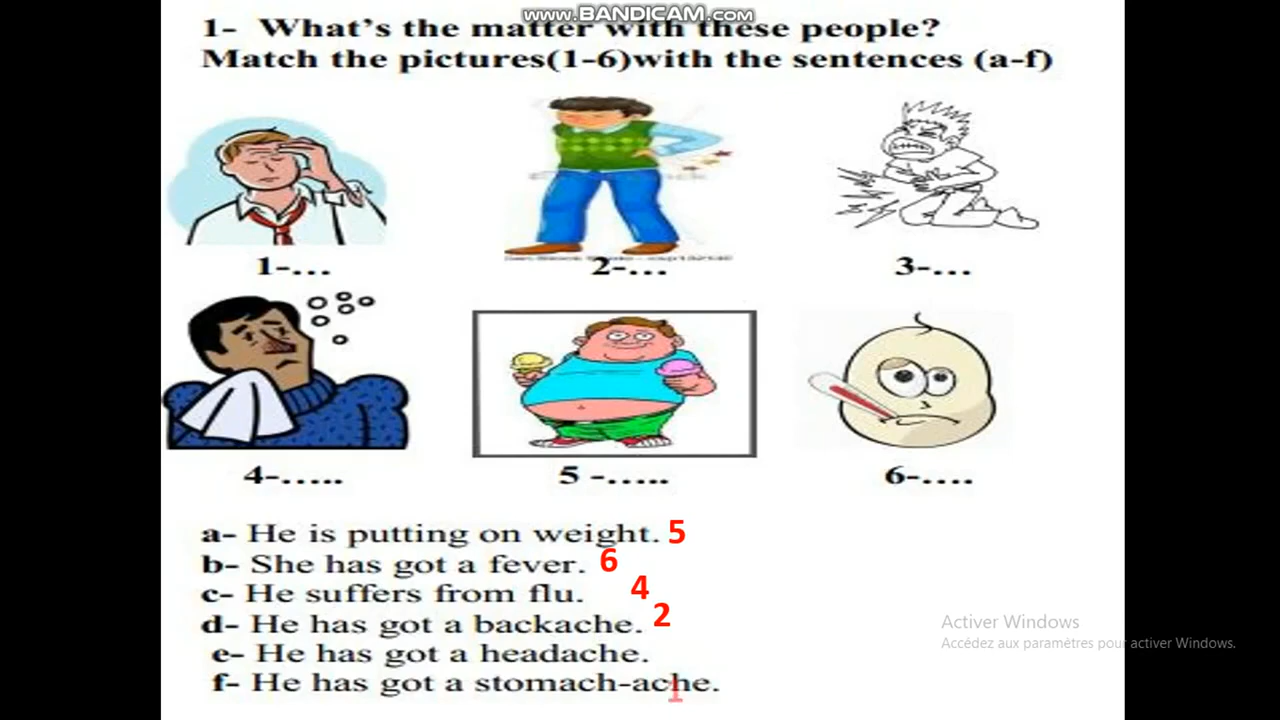 www.BANDICAM.com
1- What's the matter with these people?
Match the pictures(1-6)with the sentences (a-f)
1-... 2-... 3-...
4-..... 5 -..... 6-....
a- He is putting on weight. 5
b- She has got a fever. 6
c- He suffers from flu. 4
d- He has got a backache. 2
e- He has got a headache.
f- He has got a stomach-ache.
1
Activer Windows
Accédez aux paramètres pour activer Windows.